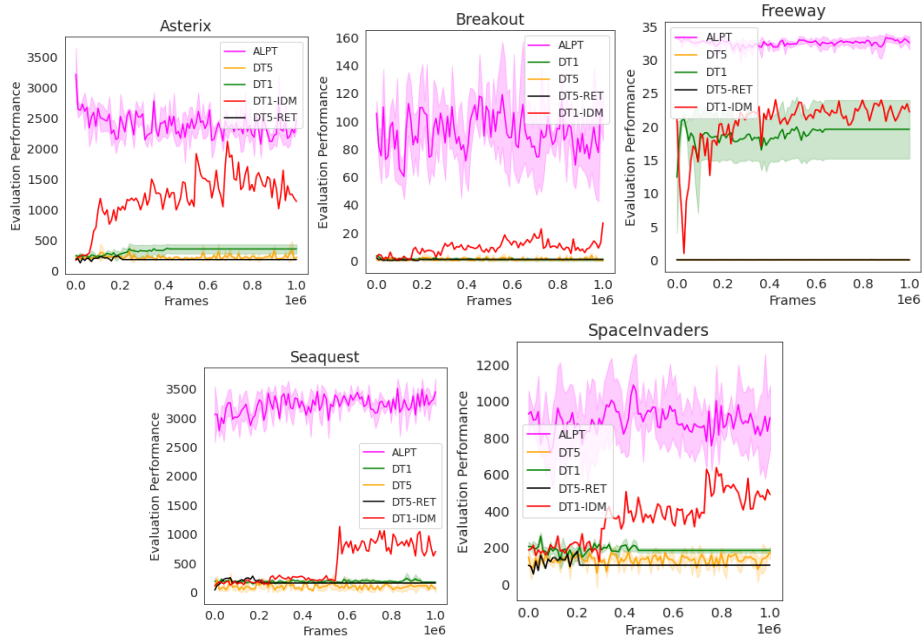 Asterix
Evaluation Performance
3500
3000
2500
2000
1500
1000
500
0
ALPT
DT5
DT1
DT1-IDM
DT5-RET
0.0 0.2 0.4 0.6 0.8 1.0
Frames 1e6
Breakout
Evaluation Performance
160
140
120
100
80
60
40
20
0
ALPT
DT1
DT5
DT5-RET
DT1-IDM
0.0 0.2 0.4 0.6 0.8 1.0
Frames 1e6
Freeway
Evaluation Performance
35
30
25
20
15
10
5
0
ALPT
DT5
DT1
DT5-RET
DT1-IDM
0.0 0.2 0.4 0.6 0.8 1.0
Frames 1e6
Seaquest
Evaluation Performance
3500
3000
2500
2000
1500
1000
500
0
ALPT
DT1
DT5
DT5-RET
DT1-IDM
0.0 0.2 0.4 0.6 0.8 1.0
Frames 1e6
SpaceInvaders
Evaluation Performance
1200
1000
800
600
400
200
0
ALPT
DT5
DT1
DT5-RET
DT1-IDM
0.0 0.2 0.4 0.6 0.8 1.0
Frames 1e6